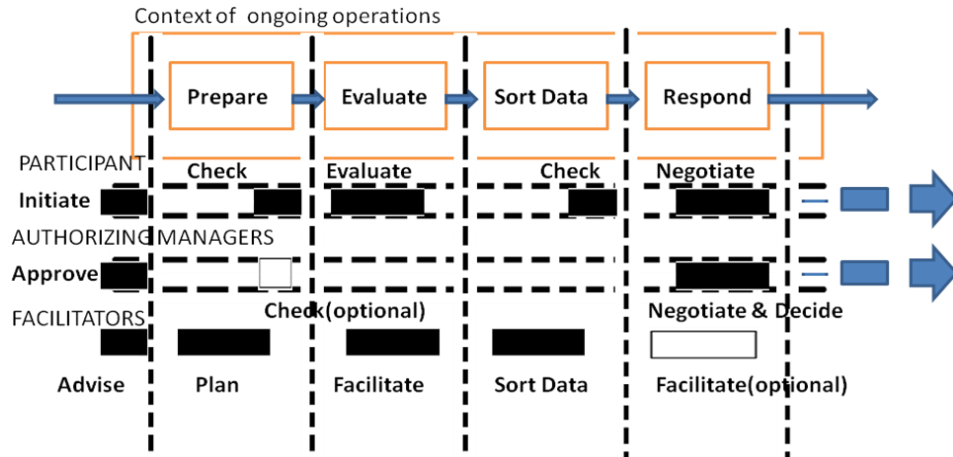 Context of ongoing operations
Prepare Evaluate Sort Data Respond
PARTICIPANT
Check Evaluate Check Negotiate
Initiate
AUTHORIZING MANAGERS
Approve
Check(optional) Negotiate & Decide
FACILITATORS
Advise Plan Facilitate Sort Data Facilitate(optional)